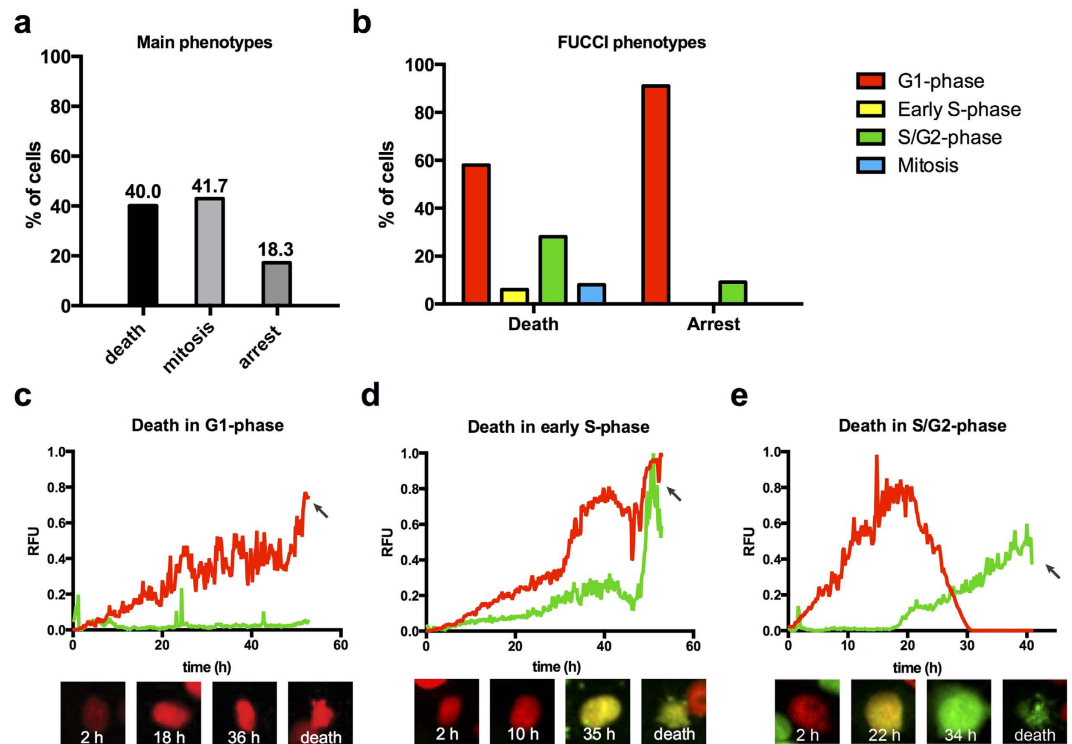 a
Main phenotypes
100
80
60
40
20
0
% of cells
40.0
41.7
18.3
death
mitosis
arrest
b
FUCCI phenotypes
100
80
60
40
20
0
% of cells
Death
Arrest
G1-phase
Early S-phase
S/G2-phase
Mitosis
c
Death in G1-phase
1.0
0.8
0.6
0.4
0.2
0.0
RFU
0
20
40
60
time (h)
2 h
18 h
36 h
death
d
Death in early S-phase
1.0
0.8
0.6
0.4
0.2
0.0
RFU
0
20
40
60
time (h)
2 h
10 h
35 h
death
e
Death in S/G2-phase
1.0
0.8
0.6
0.4
0.2
0.0
RFU
0
10
20
30
40
time (h)
2 h
22 h
34 h
death